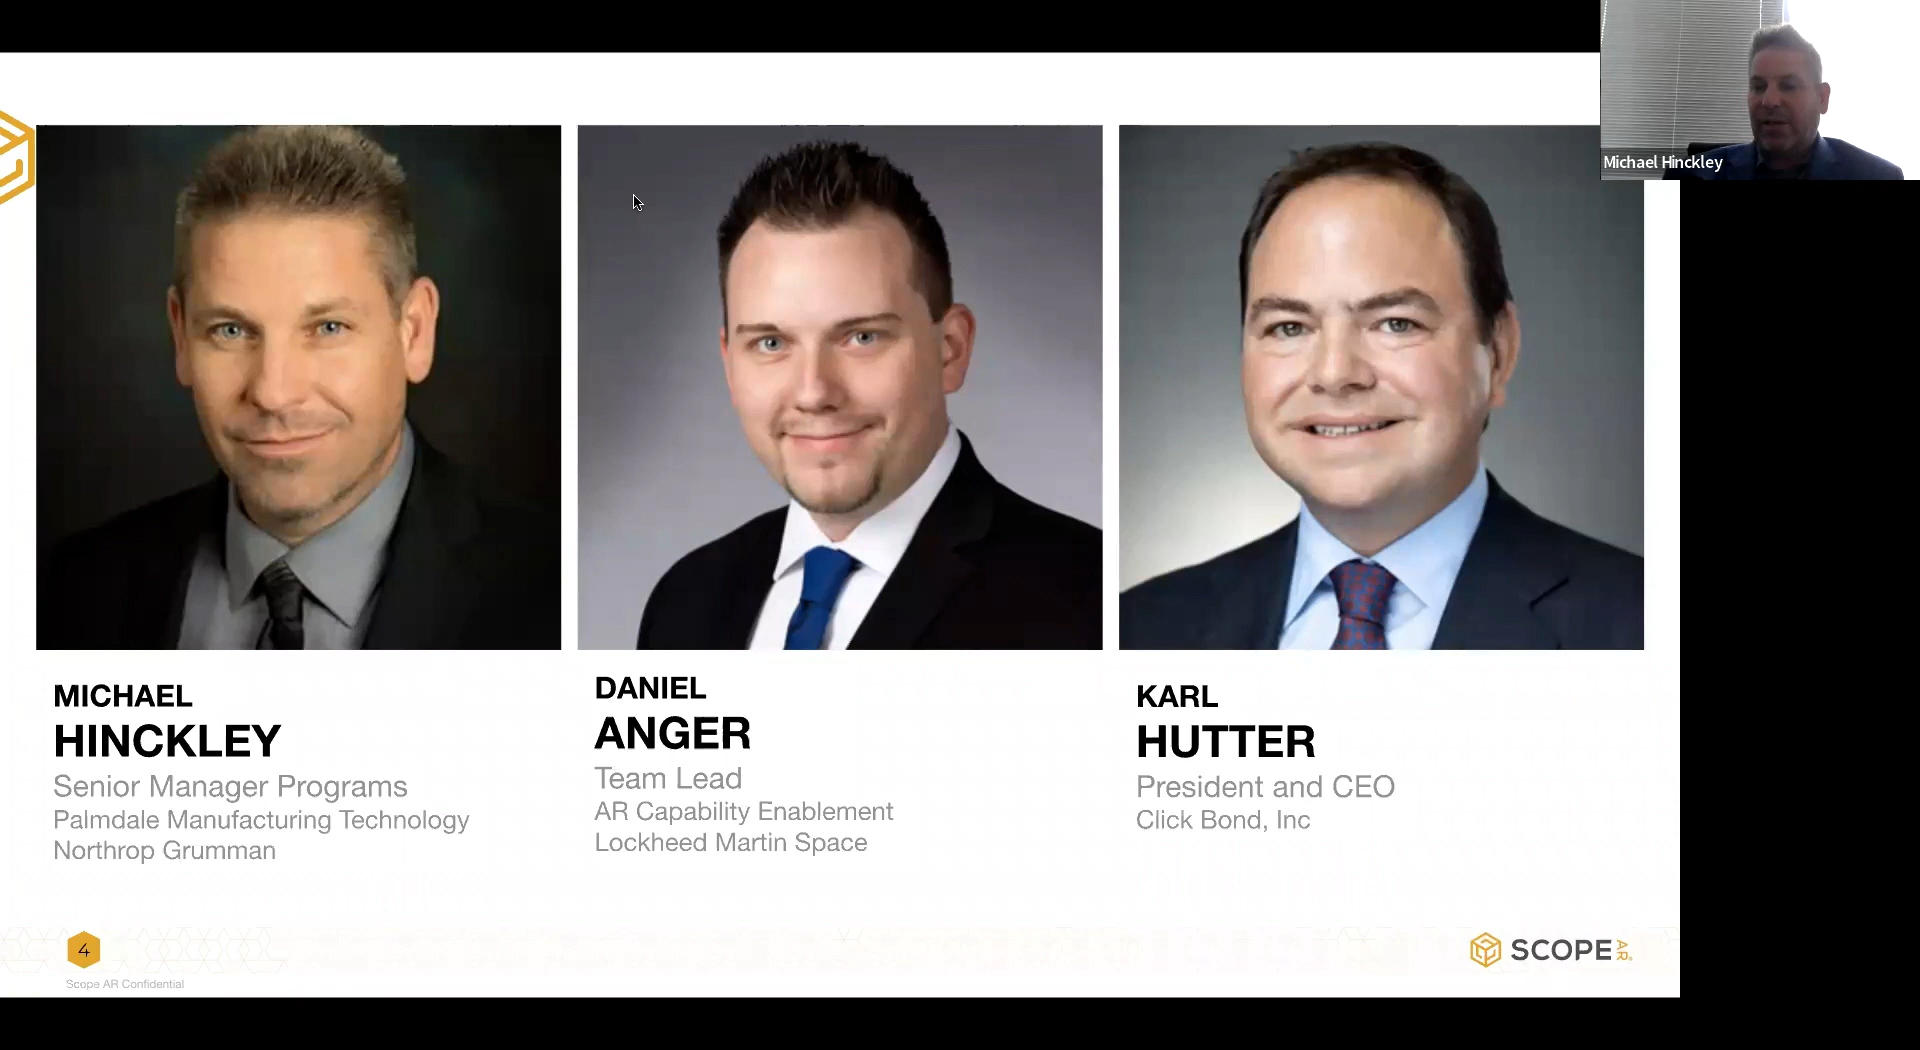 Michael Hinckley
MICHAEL
HINCKLEY
Senior Manager Programs
Palmdale Manufacturing Technology
Northrop Grumman
DANIEL
ANGER
Team Lead
AR Capability Enablement
Lockheed Martin Space
KARL
HUTTER
President and CEO
Click Bond, Inc
4
Scope AR Confidential
SCOPE AR